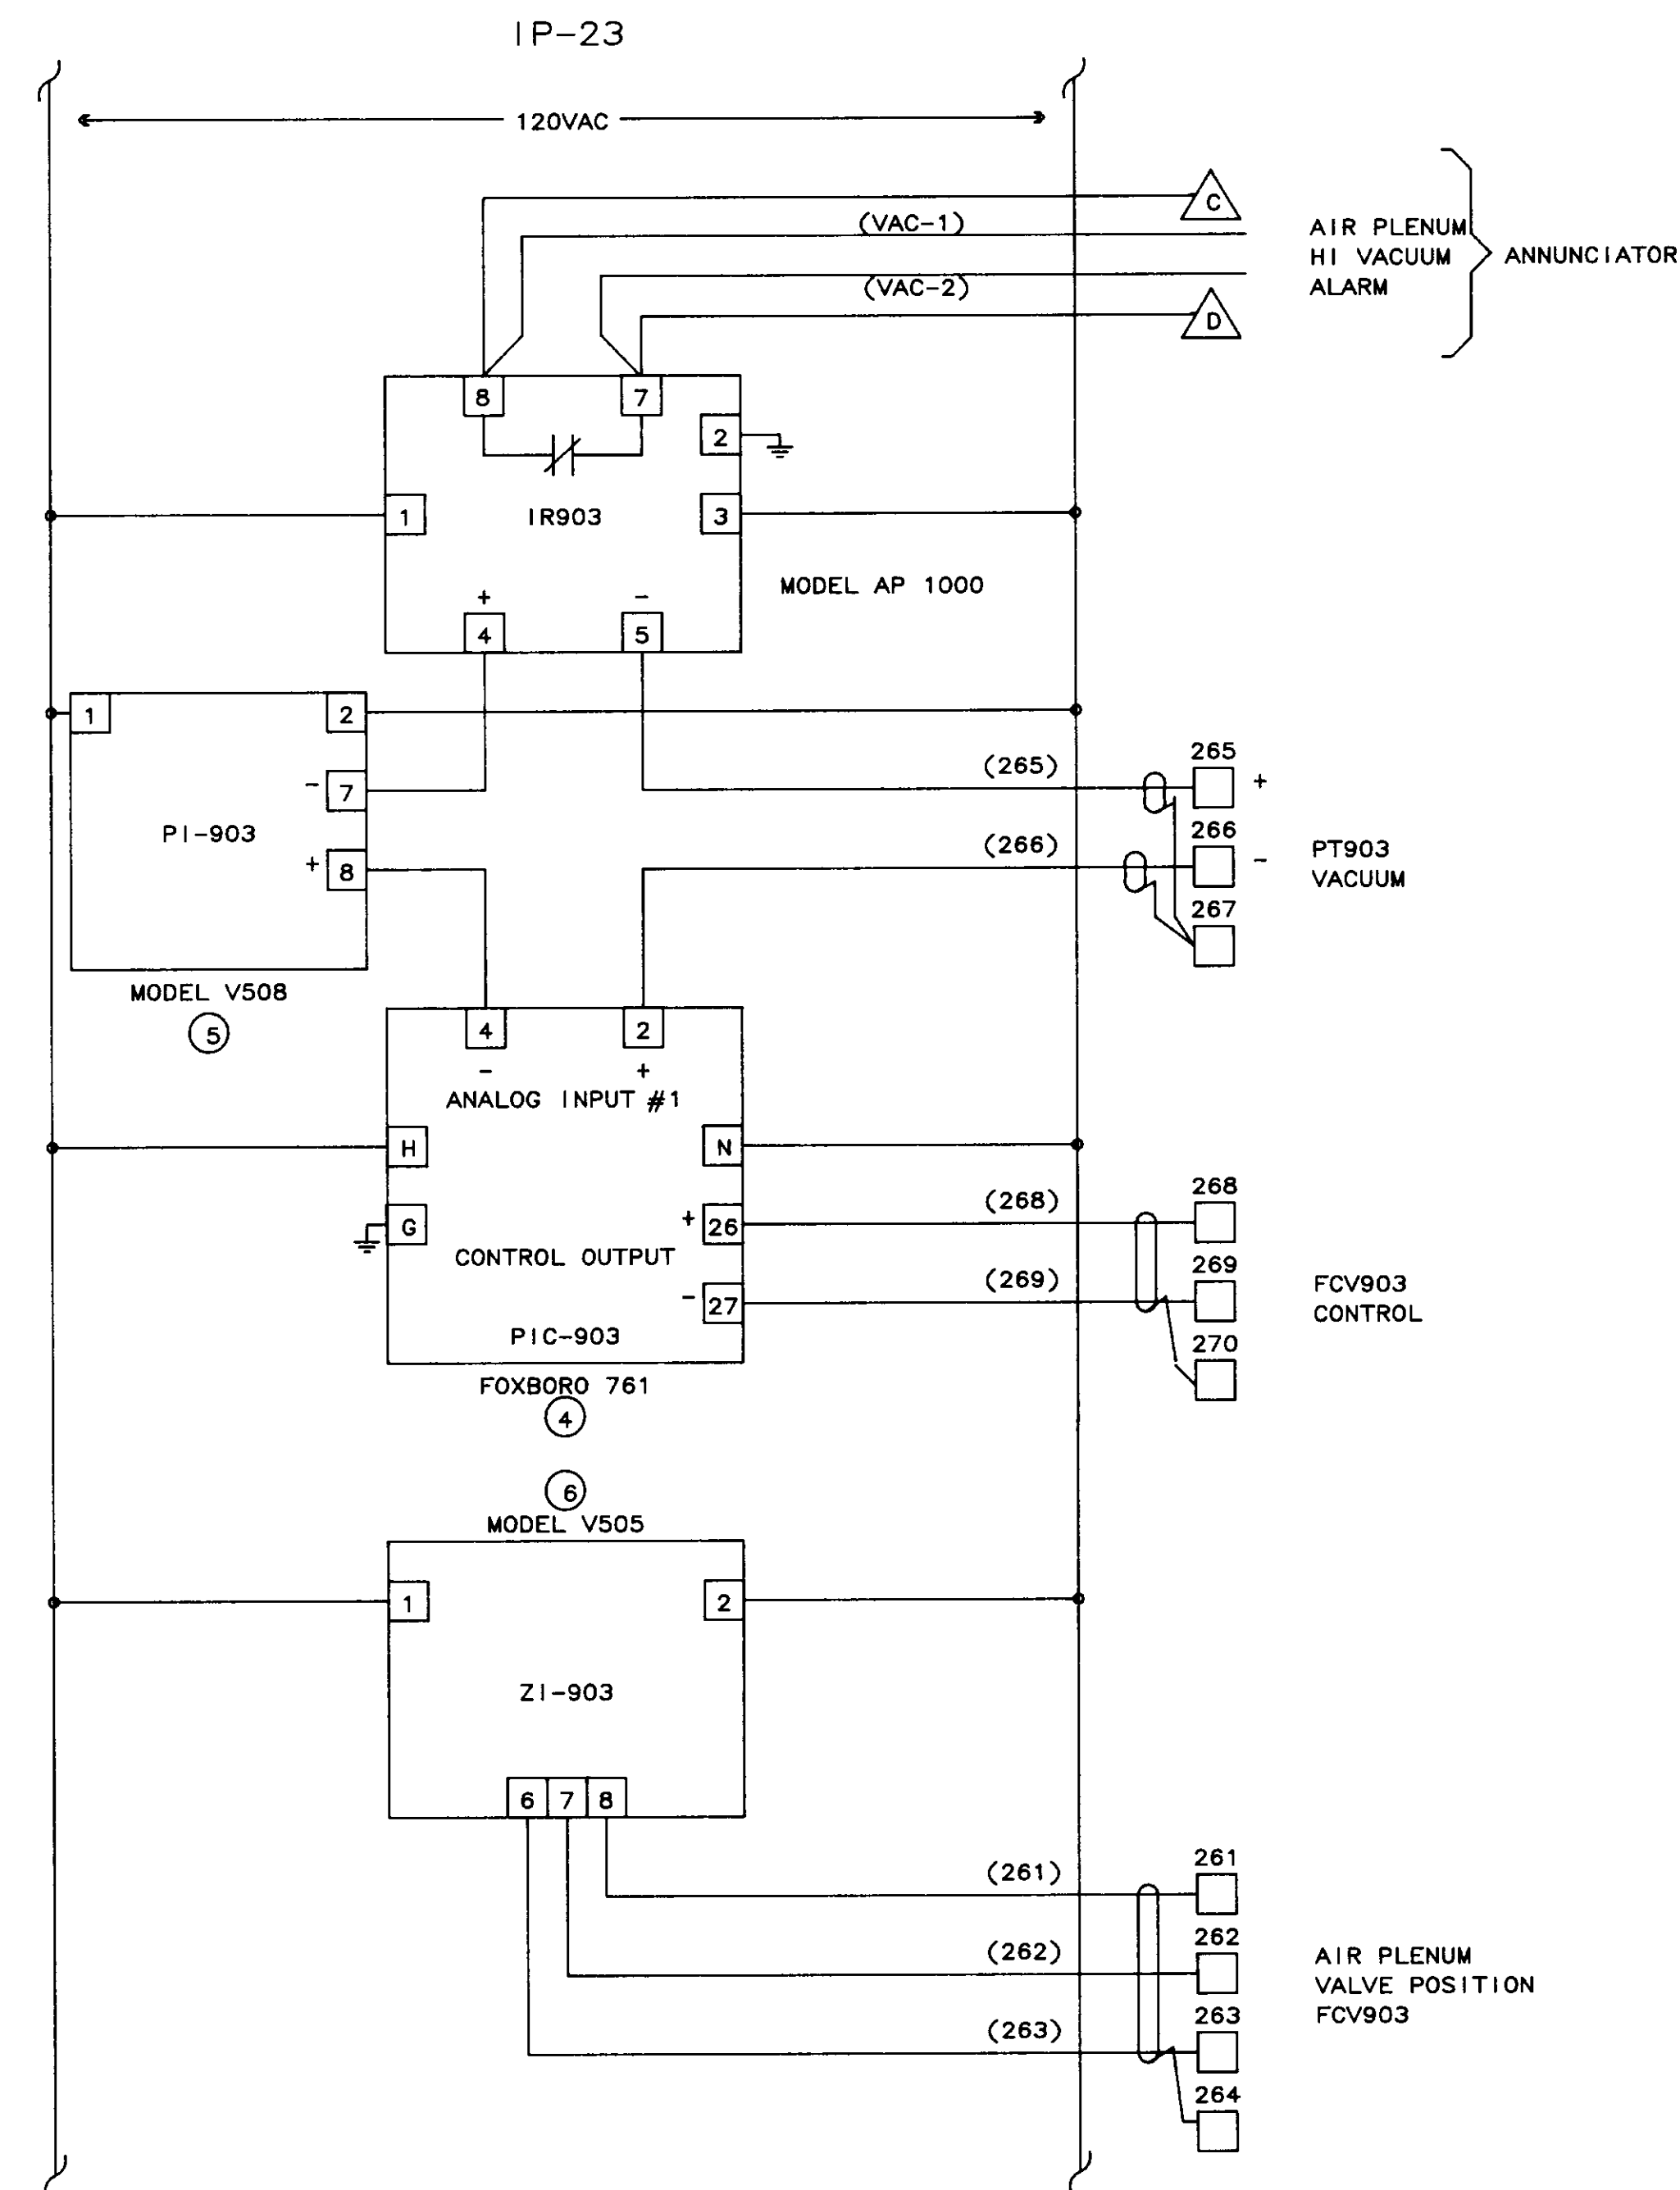 IP-23
120VAC
C
(VAC-1)
AIR PLENUM
HI VACUUM
ALARM
ANNUNCIATOR
(VAC-2)
D
8
7
2
1
IR903
3
MODEL AP 1000
+ -
4
5
1
2
- 7
PI-903
+ 8
MODEL V508
5
(265)
265
+
(266)
266
-
PT903
VACUUM
267
4
2
- +
ANALOG INPUT #1
H
N
G
+ 26
CONTROL OUTPUT
- 27
PIC-903
FOXBORO 761
4
(268)
268
(269)
269
FCV903
CONTROL
270
6
MODEL V505
1
2
ZI-903
6 7 8
(261)
261
(262)
262
AIR PLENUM
VALVE POSITION
FCV903
(263)
263
264